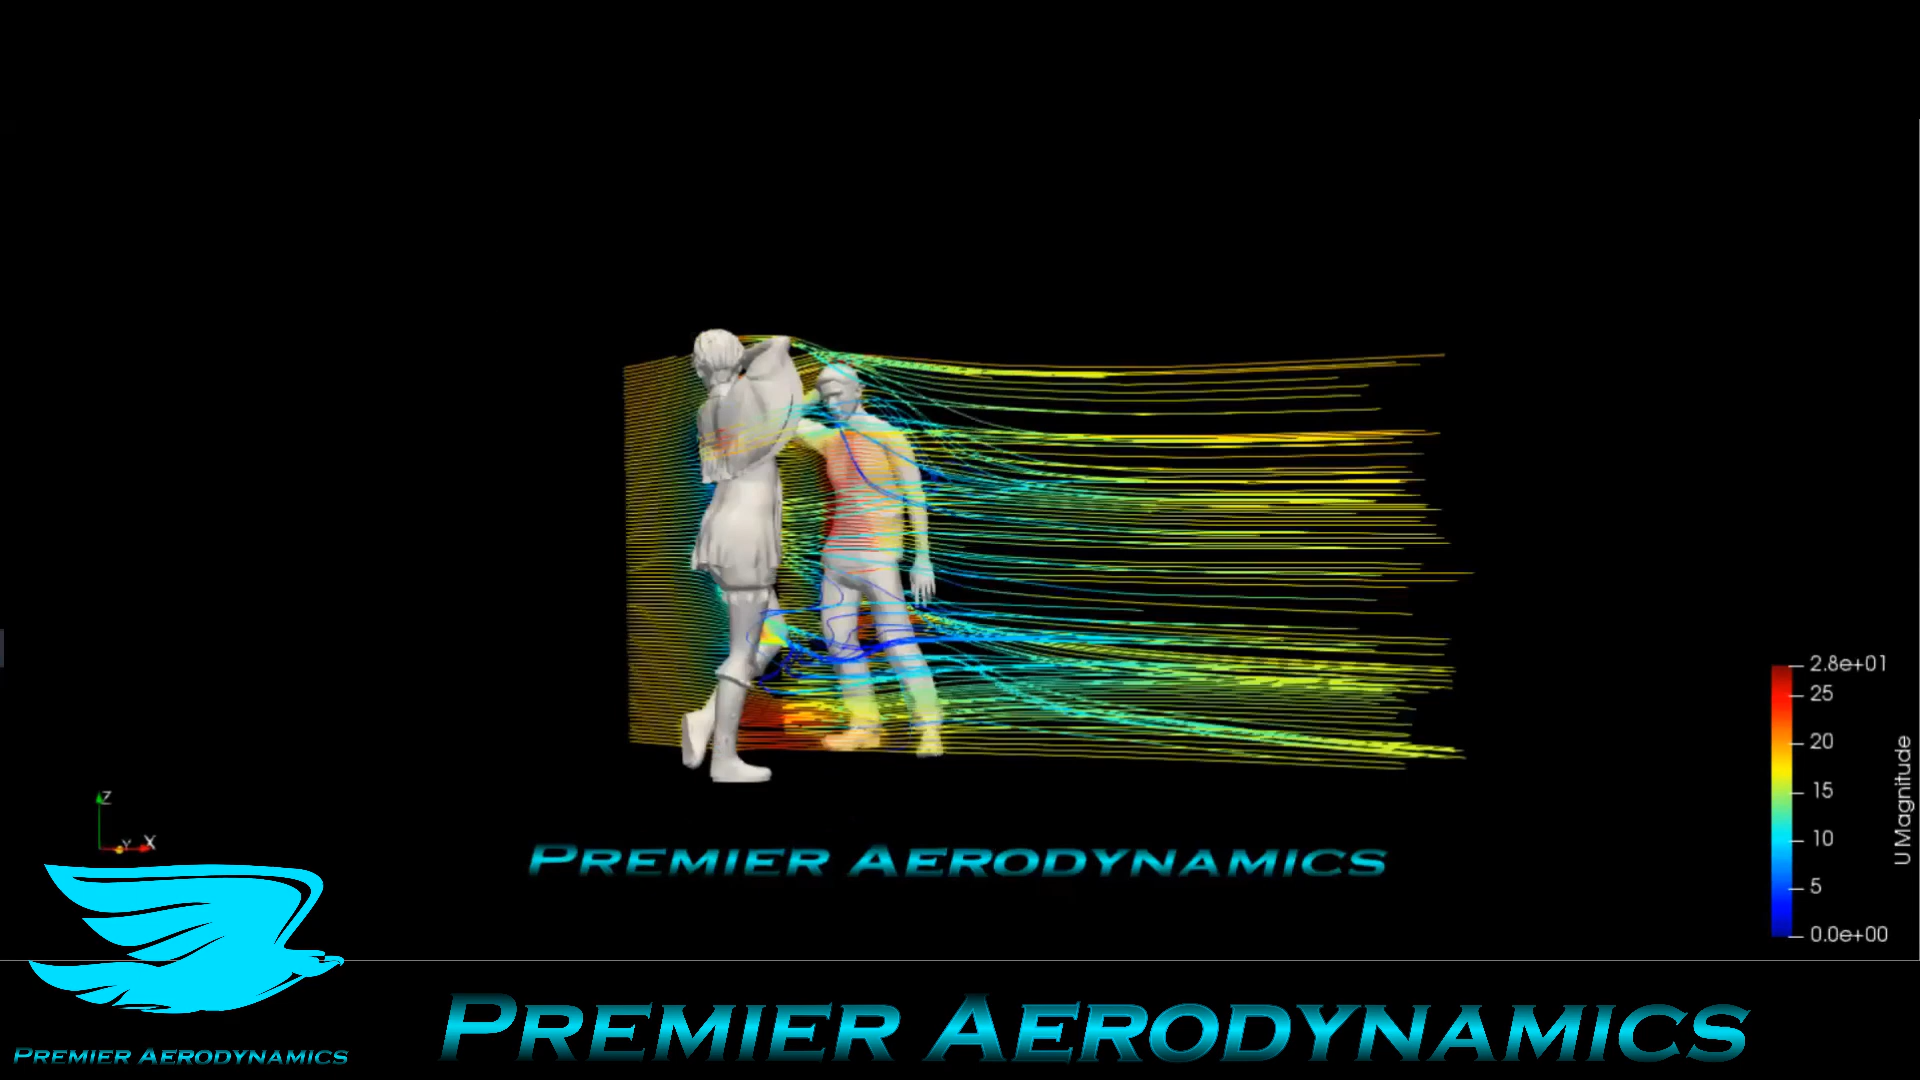 2.8e+01
25
20
15
10
5
0.0e+00
U Magnitude
Z
Y
X
PREMIER AERODYNAMICS
PREMIER AERODYNAMICS
PREMIER AERODYNAMICS